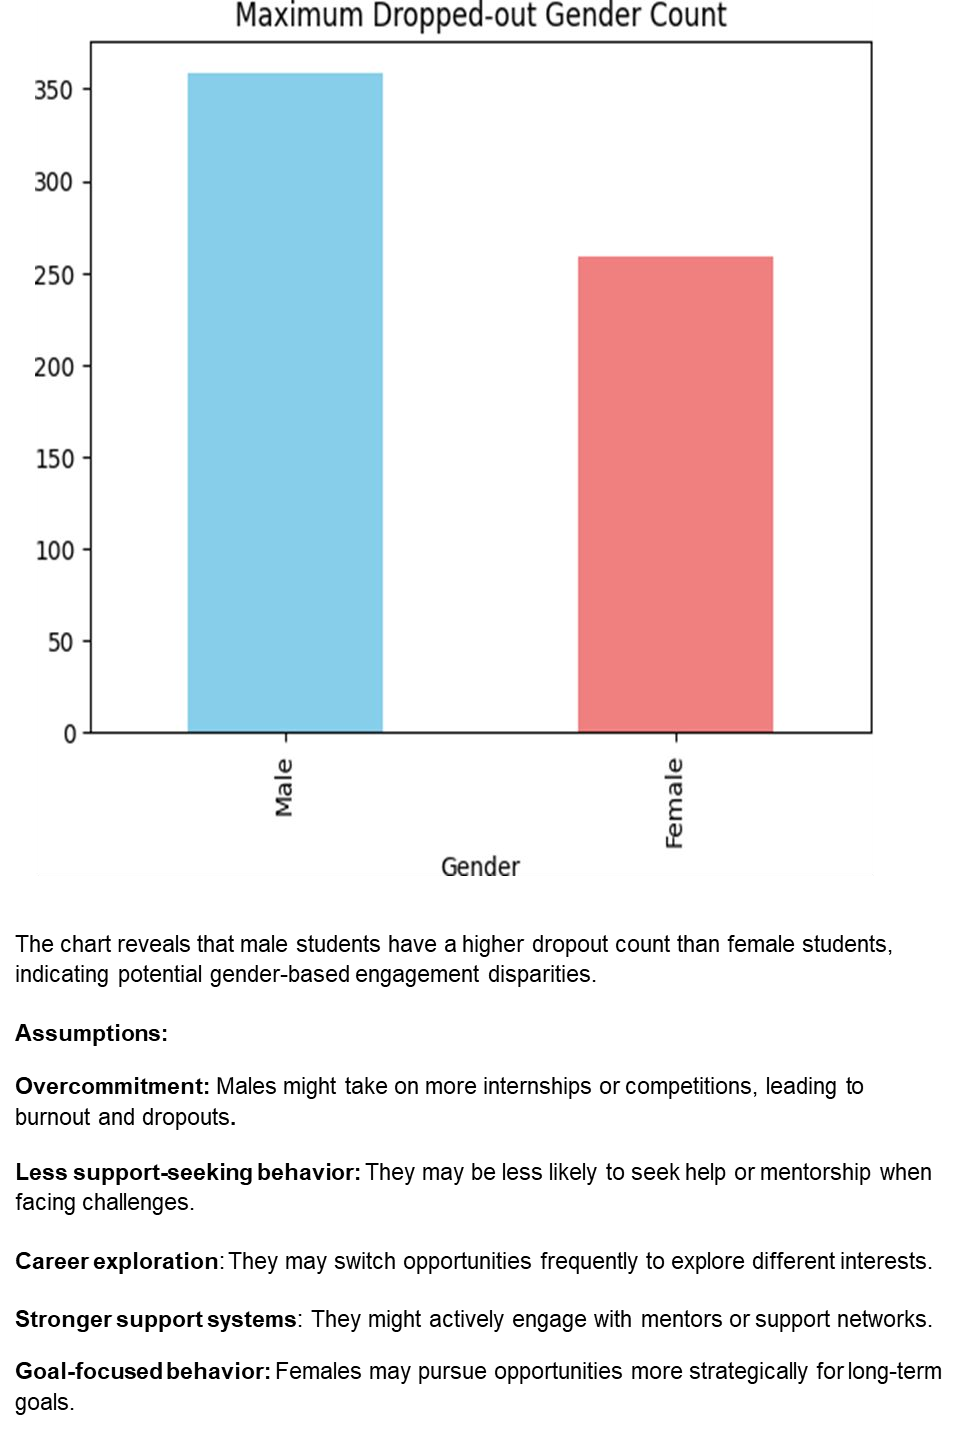 Maximum Dropped-out Gender Count
350
300
250
200
150
100
50
0
Male
Female
Gender
The chart reveals that male students have a higher dropout count than female students,
indicating potential gender-based engagement disparities.
Assumptions:
Overcommitment: Males might take on more internships or competitions, leading to
burnout and dropouts.
Less support-seeking behavior: They may be less likely to seek help or mentorship when
facing challenges.
Career exploration: They may switch opportunities frequently to explore different interests.
Stronger support systems: They might actively engage with mentors or support networks.
Goal-focused behavior: Females may pursue opportunities more strategically for long-term
goals.